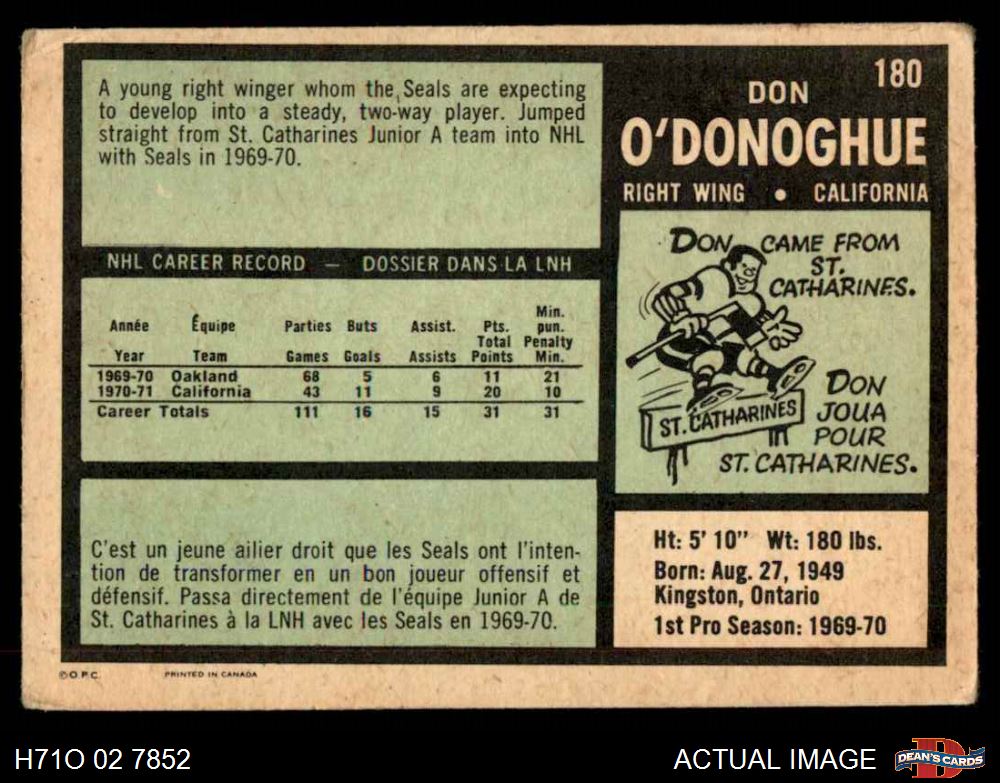 180
DON
O'DONOGHUE
RIGHT WING • CALIFORNIA
A young right winger whom the Seals are expecting
to develop into a steady, two-way player. Jumped
straight from St. Catharines Junior A team into NHL
with Seals in 1969-70.
NHL CAREER RECORD — DOSSIER DANS LA LNH
Année Équipe Parties Buts Assist. Pts. Min. pun.
Year Team Games Goals Assists Total Points Penalty Min.
1969-70 Oakland 68 5 6 11 21
1970-71 California 43 11 9 20 10
Career Totals 111 16 15 31 31
C'est un jeune ailier droit que les Seals ont l'inten-
tion de transformer en un bon joueur offensif et
défensif. Passa directement de l'équipe Junior A de
St. Catharines à la LNH avec les Seals en 1969-70.
DON CAME FROM
ST.
CATHARINES.
ST. CATHARINES
DON
JOUA
POUR
ST. CATHARINES.
Ht: 5' 10" Wt: 180 lbs.
Born: Aug. 27, 1949
Kingston, Ontario
1st Pro Season: 1969-70
© O.P.C. PRINTED IN CANADA
H71O 02 7852
ACTUAL IMAGE
DEAN'S CARDS